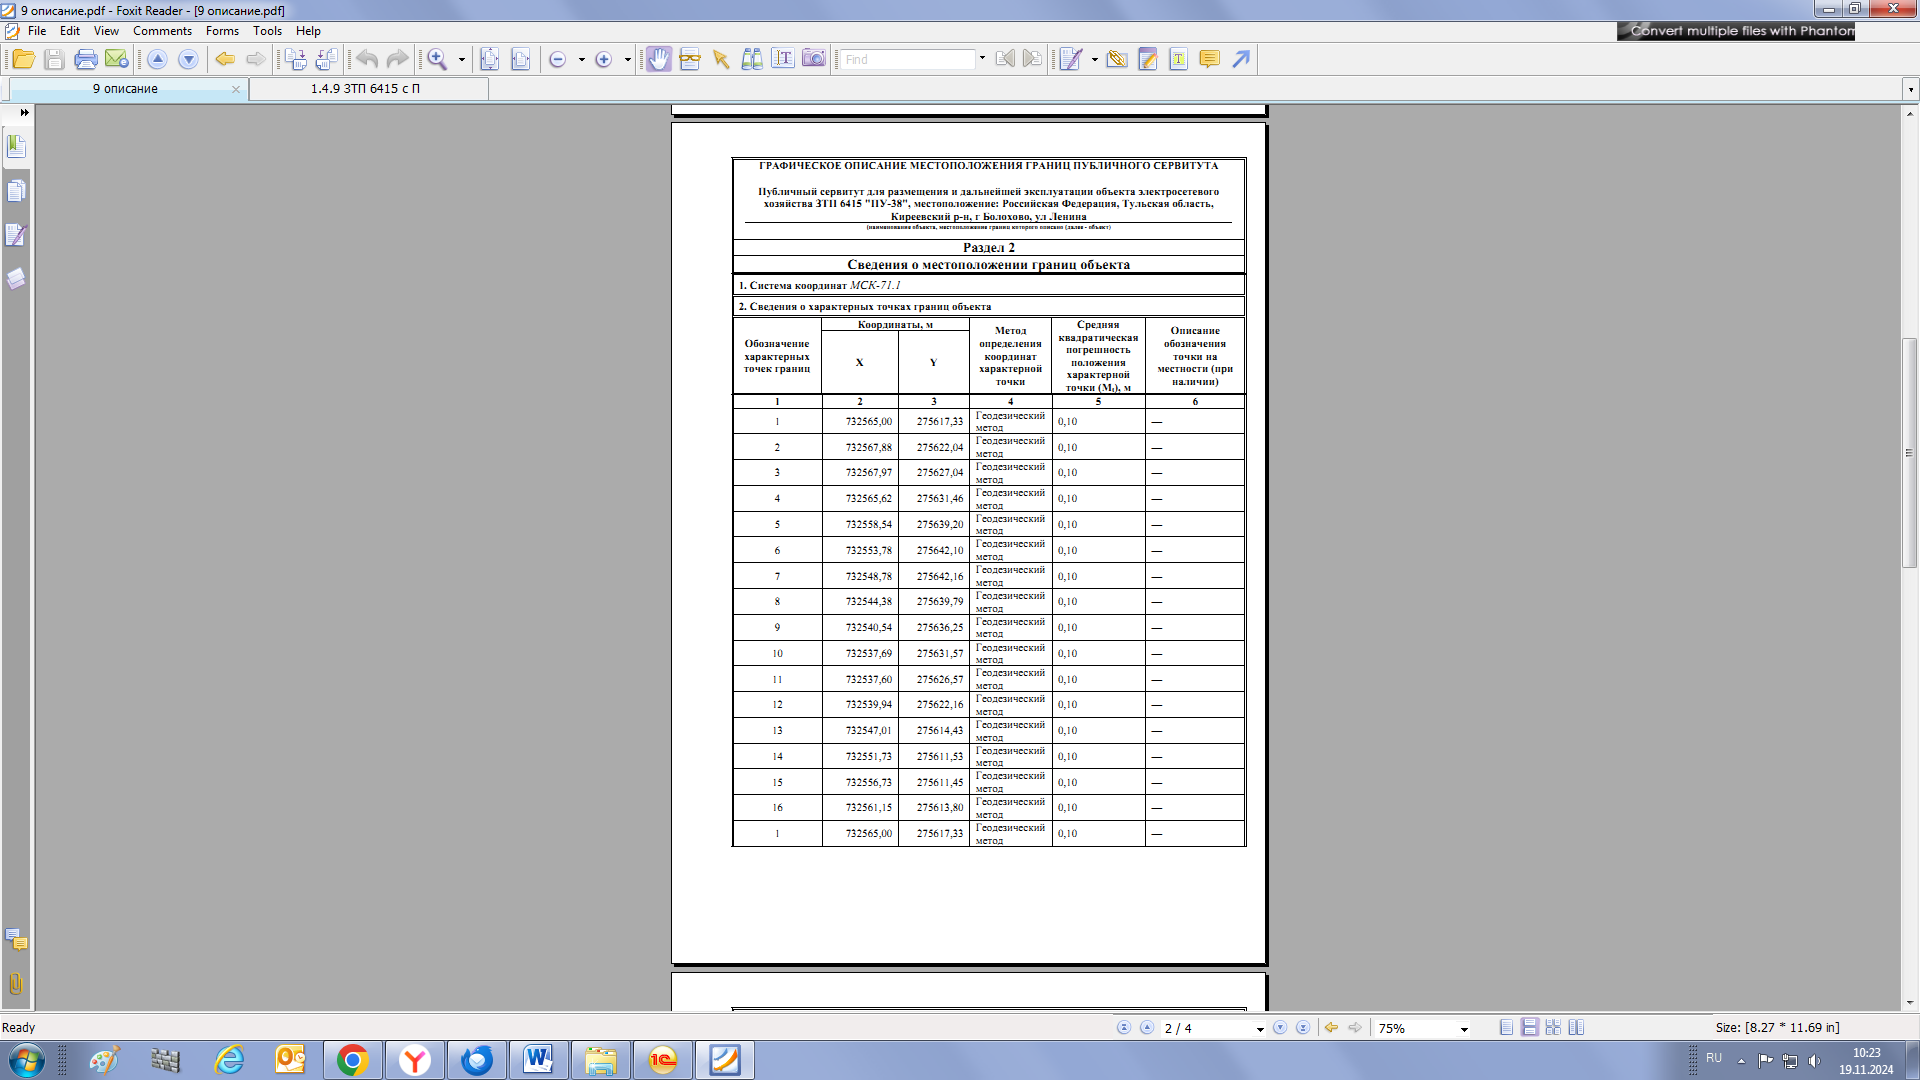 9 описание.pdf - Foxit Reader - [9 описание.pdf]
File Edit View Comments Forms Tools Help
Convert multiple files with Phantom
Find
9 описание
1.4.9 ЗТП 6415 с П
ГРАФИЧЕСКОЕ ОПИСАНИЕ МЕСТОПОЛОЖЕНИЯ ГРАНИЦ ПУБЛИЧНОГО СЕРВИТУТА
Публичный сервитут для размещения и дальнейшей эксплуатации объекта электросетевого
хозяйства ЗТП 6415 "ПУ-38", местоположение: Российская Федерация, Тульская область,
Киреевский р-н, г Болохово, ул Ленина
(наименование объекта, местоположение границ которого описано (далее - объект)
Раздел 2
Сведения о местоположении границ объекта
1. Система координат МСК-71.1
2. Сведения о характерных точках границ объекта
Обозначение
характерных
точек границ
Координаты, м
X
Y
Метод
определения
координат
характерной
точки
Средняя
квадратическая
погрешность
положения
характерной
точки (Mt), м
Описание
обозначения
точки на
местности (при
наличии)
1 2 3 4 5 6
1 732565,00 275617,33 Геодезический метод 0,10 —
2 732567,88 275622,04 Геодезический метод 0,10 —
3 732567,97 275627,04 Геодезический метод 0,10 —
4 732565,62 275631,46 Геодезический метод 0,10 —
5 732558,54 275639,20 Геодезический метод 0,10 —
6 732553,78 275642,10 Геодезический метод 0,10 —
7 732548,78 275642,16 Геодезический метод 0,10 —
8 732544,38 275639,79 Геодезический метод 0,10 —
9 732540,54 275636,25 Геодезический метод 0,10 —
10 732537,69 275631,57 Геодезический метод 0,10 —
11 732537,60 275626,57 Геодезический метод 0,10 —
12 732539,94 275622,16 Геодезический метод 0,10 —
13 732547,01 275614,43 Геодезический метод 0,10 —
14 732551,73 275611,53 Геодезический метод 0,10 —
15 732556,73 275611,45 Геодезический метод 0,10 —
16 732561,15 275613,80 Геодезический метод 0,10 —
1 732565,00 275617,33 Геодезический метод 0,10 —
Ready
2 / 4
75%
Size: [8.27 * 11.69 in]
RU
10:23
19.11.2024